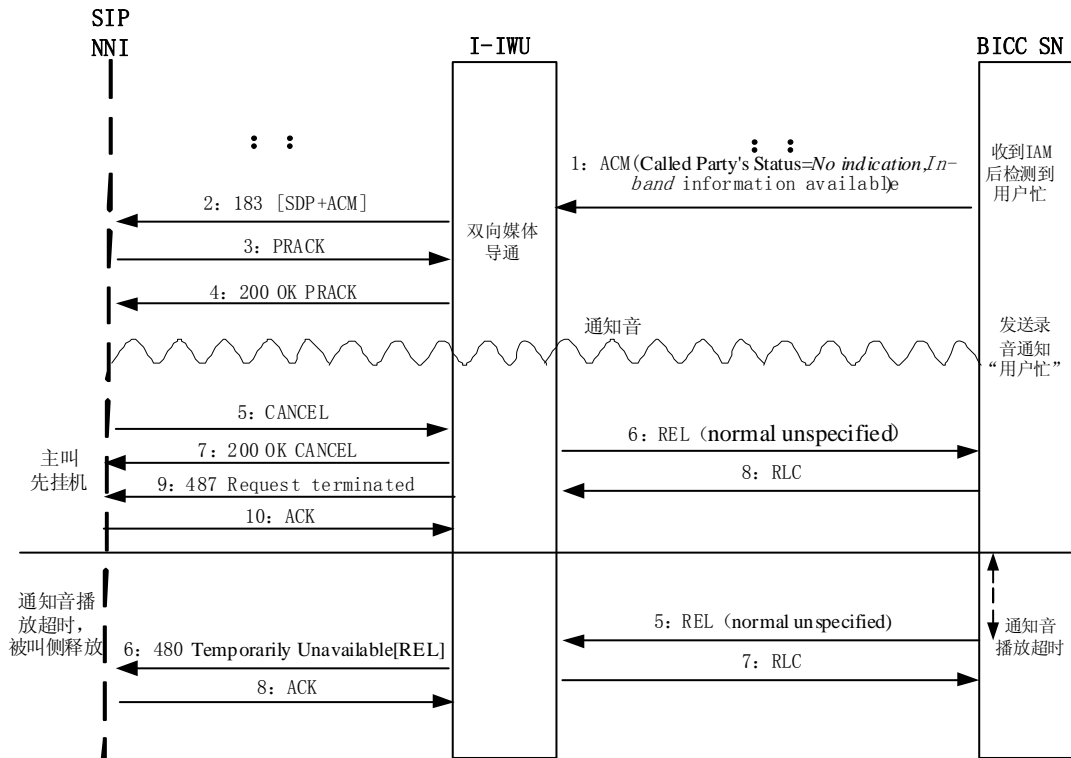 SIP
NNI
I-IWU
BICC SN
: :
: :
1: ACM(Called Party's Status=No indication,In-
band information available)
收到IAM
后检测到
用户忙
2: 183 [SDP+ACM]
双向媒体
导通
3: PRACK
4: 200 OK PRACK
通知音
发送录
音通知
“用户忙”
5: CANCEL
6: REL (normal unspecified)
主叫
先挂机
7: 200 OK CANCEL
8: RLC
9: 487 Request terminated
10: ACK
通知音播
放超时,
被叫侧释放
5: REL (normal unspecified)
通知音
播放超时
6: 480 Temporarily Unavailable[REL]
7: RLC
8: ACK